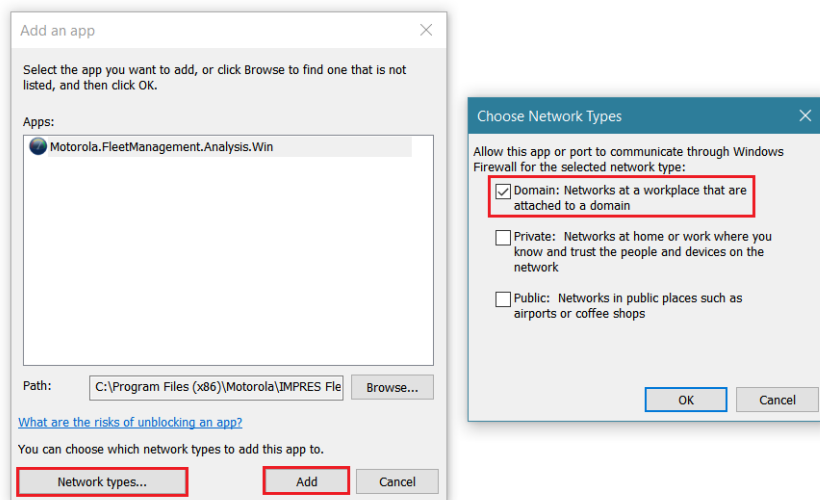 Add an app
Select the app you want to add, or click Browse to find one that is not
listed, and then click OK.
Apps:
Motorola.FleetManagement.Analysis.Win
Path:
C:\Program Files (x86)\Motorola\IMPRES Fle
Browse...
What are the risks of unblocking an app?
You can choose which network types to add this app to.
Network types...
Add
Cancel
Choose Network Types
Allow this app or port to communicate through Windows
Firewall for the selected network type:
Domain: Networks at a workplace that are
attached to a domain
Private: Networks at home or work where you
know and trust the people and devices on the
network
Public: Networks in public places such as
airports or coffee shops
OK
Cancel